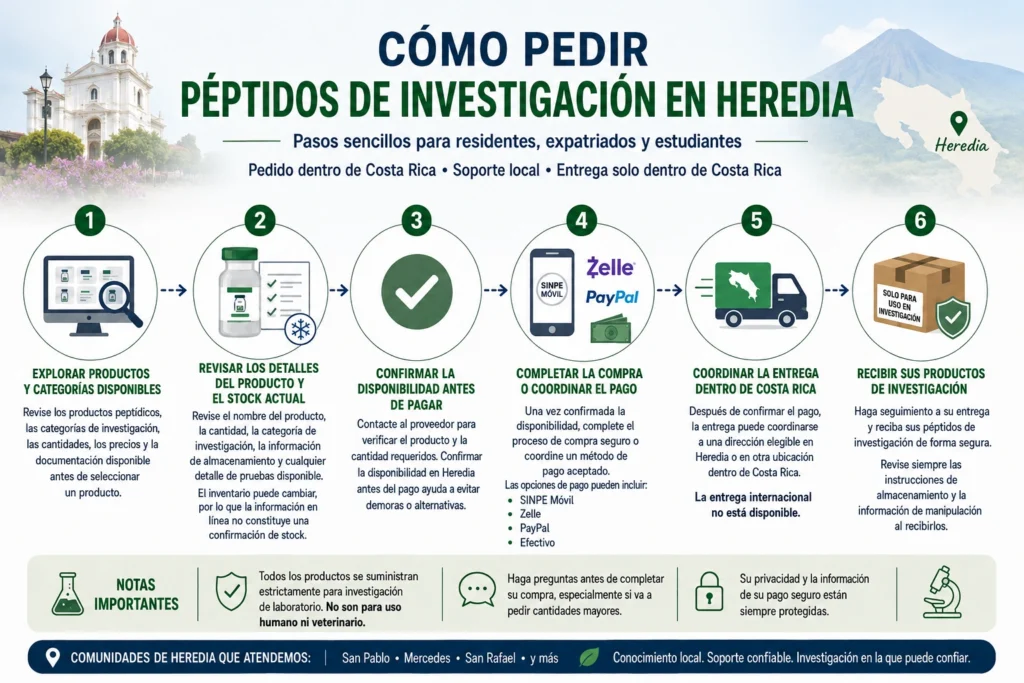 CÓMO PEDIR
PÉPTIDOS DE INVESTIGACIÓN EN HEREDIA
Pasos sencillos para residentes, expatriados y estudiantes
Pedido dentro de Costa Rica • Soporte local • Entrega solo dentro de Costa Rica
Heredia
1
EXPLORAR PRODUCTOS
Y CATEGORÍAS DISPONIBLES
Revise los productos peptídicos,
las categorías de investigación,
las cantidades, los precios y la
documentación disponible
antes de seleccionar
un producto.
2
REVISAR LOS DETALLES
DEL PRODUCTO Y
EL STOCK ACTUAL
Revise el nombre del producto,
la cantidad, la categoría de
investigación, la información de
almacenamiento y cualquier
detalle de pruebas disponible.
El inventario puede cambiar,
por lo que la información en
línea no constituye una
confirmación de stock.
3
CONFIRMAR LA
DISPONIBILIDAD ANTES
DE PAGAR
Contacte al proveedor para
verificar el producto y la
cantidad requeridos. Confirmar
la disponibilidad en Heredia
antes del pago ayuda a evitar
demoras o alternativas.
4
SINPE
MÓVIL
Zelle
PayPal
COMPLETAR LA COMPRA
O COORDINAR EL PAGO
Una vez confirmada la
disponibilidad, complete el
proceso de compra seguro o
coordine un método de
pago aceptado.
Las opciones de pago pueden incluir:
• SINPE Móvil
• Zelle
• PayPal
• Efectivo
5
COORDINAR LA ENTREGA
DENTRO DE COSTA RICA
Después de confirmar el pago,
la entrega puede coordinarse
a una dirección elegible en
Heredia o en otra ubicación
dentro de Costa Rica.
La entrega internacional
no está disponible.
6
SOLO PARA
USO EN
INVESTIGACIÓN
RECIBIR SUS PRODUCTOS
DE INVESTIGACIÓN
Haga seguimiento a su entrega
y reciba sus péptidos de
investigación de forma segura.
Revise siempre las
instrucciones de
almacenamiento y la
información de manipulación
al recibirlos.
NOTAS
IMPORTANTES
Todos los productos se suministran
estrictamente para investigación
de laboratorio. No son para uso
humano ni veterinario.
Haga preguntas antes de completar
su compra, especialmente si va a
pedir cantidades mayores.
Su privacidad y la información
de su pago seguro están
siempre protegidas.
COMUNIDADES DE HEREDIA QUE ATENDEMOS:
San Pablo • Mercedes • San Rafael • y más
Conocimiento local. Soporte confiable. Investigación en la que puede confiar.